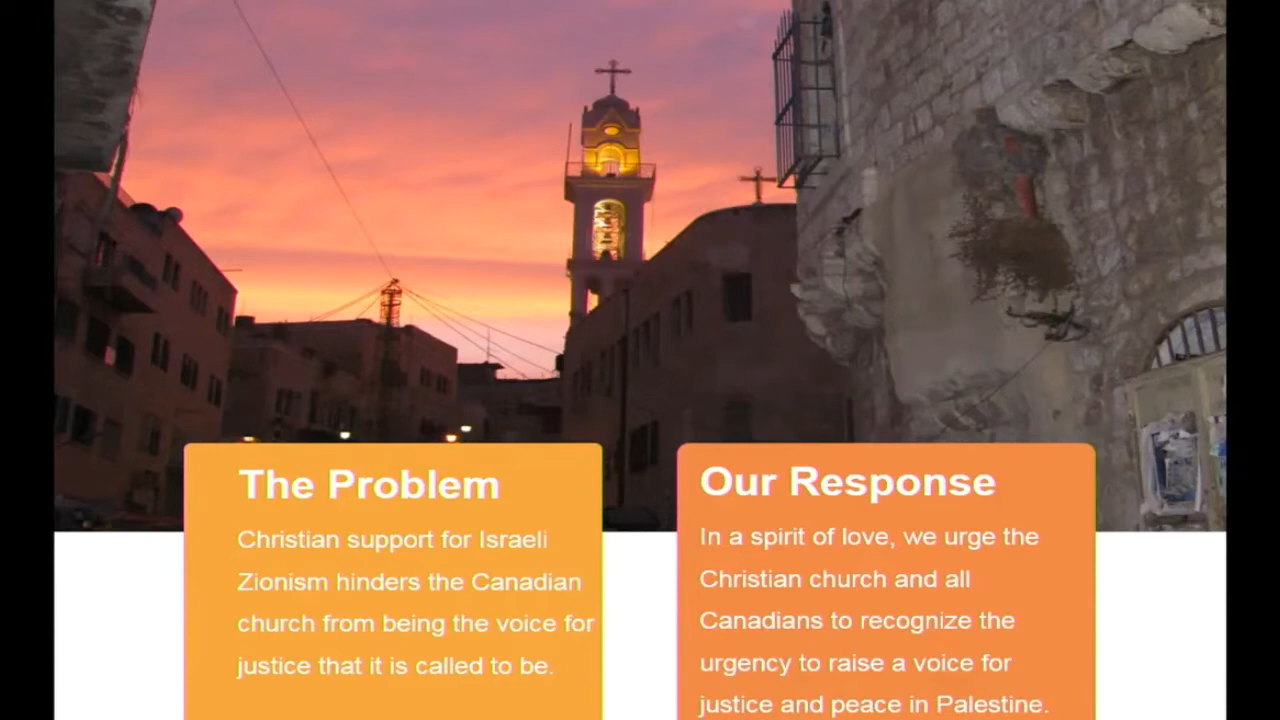 The Problem
Christian support for Israeli
Zionism hinders the Canadian
church from being the voice for
justice that it is called to be.
Our Response
In a spirit of love, we urge the
Christian church and all
Canadians to recognize the
urgency to raise a voice for
justice and peace in Palestine.